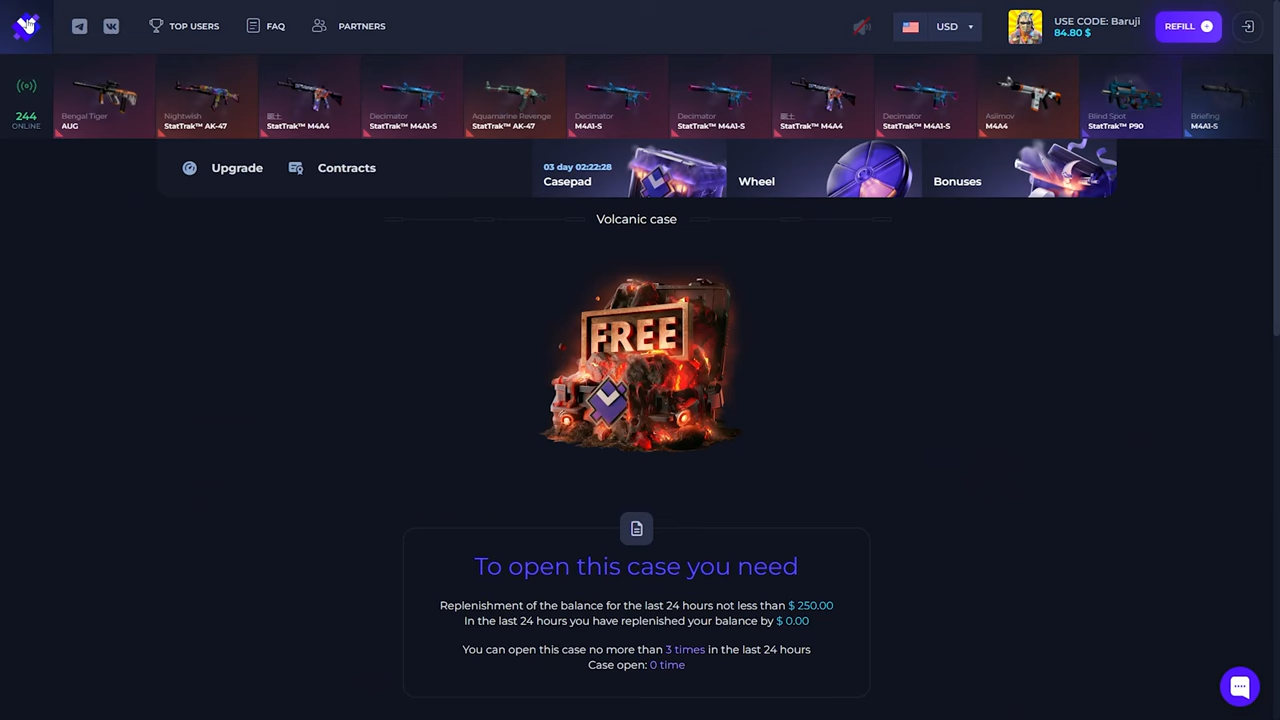 TOP USERS
FAQ
PARTNERS
USD
USE CODE: Baruji
84.80 $
REFILL
244
ONLINE
Bengal Tiger
AUG
Nightwish
StatTrak™ AK-47
StatTrak™ M4A4
Decimator
StatTrak™ M4A1-S
Aquamarine Revenge
StatTrak™ AK-47
Decimator
M4A1-S
Decimator
StatTrak™ M4A1-S
StatTrak™ M4A4
Decimator
StatTrak™ M4A1-S
Asiimov
M4A4
Blind Spot
StatTrak™ P90
Briefing
M4A1-S
Upgrade
Contracts
03 day 02:22:28
Casepad
Wheel
Bonuses
Volcanic case
FREE
To open this case you need
Replenishment of the balance for the last 24 hours not less than $ 250.00
In the last 24 hours you have replenished your balance by $ 0.00
You can open this case no more than 3 times in the last 24 hours
Case open: 0 time